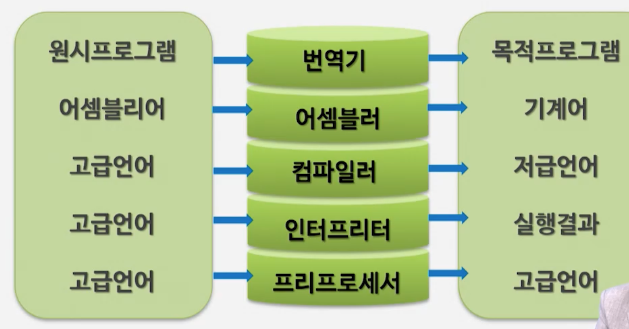 원시프로그램 번역기 목적프로그램
어셈블리어 어셈블러 기계어
고급언어 컴파일러 저급언어
고급언어 인터프리터 실행결과
고급언어 프리프로세서 고급언어